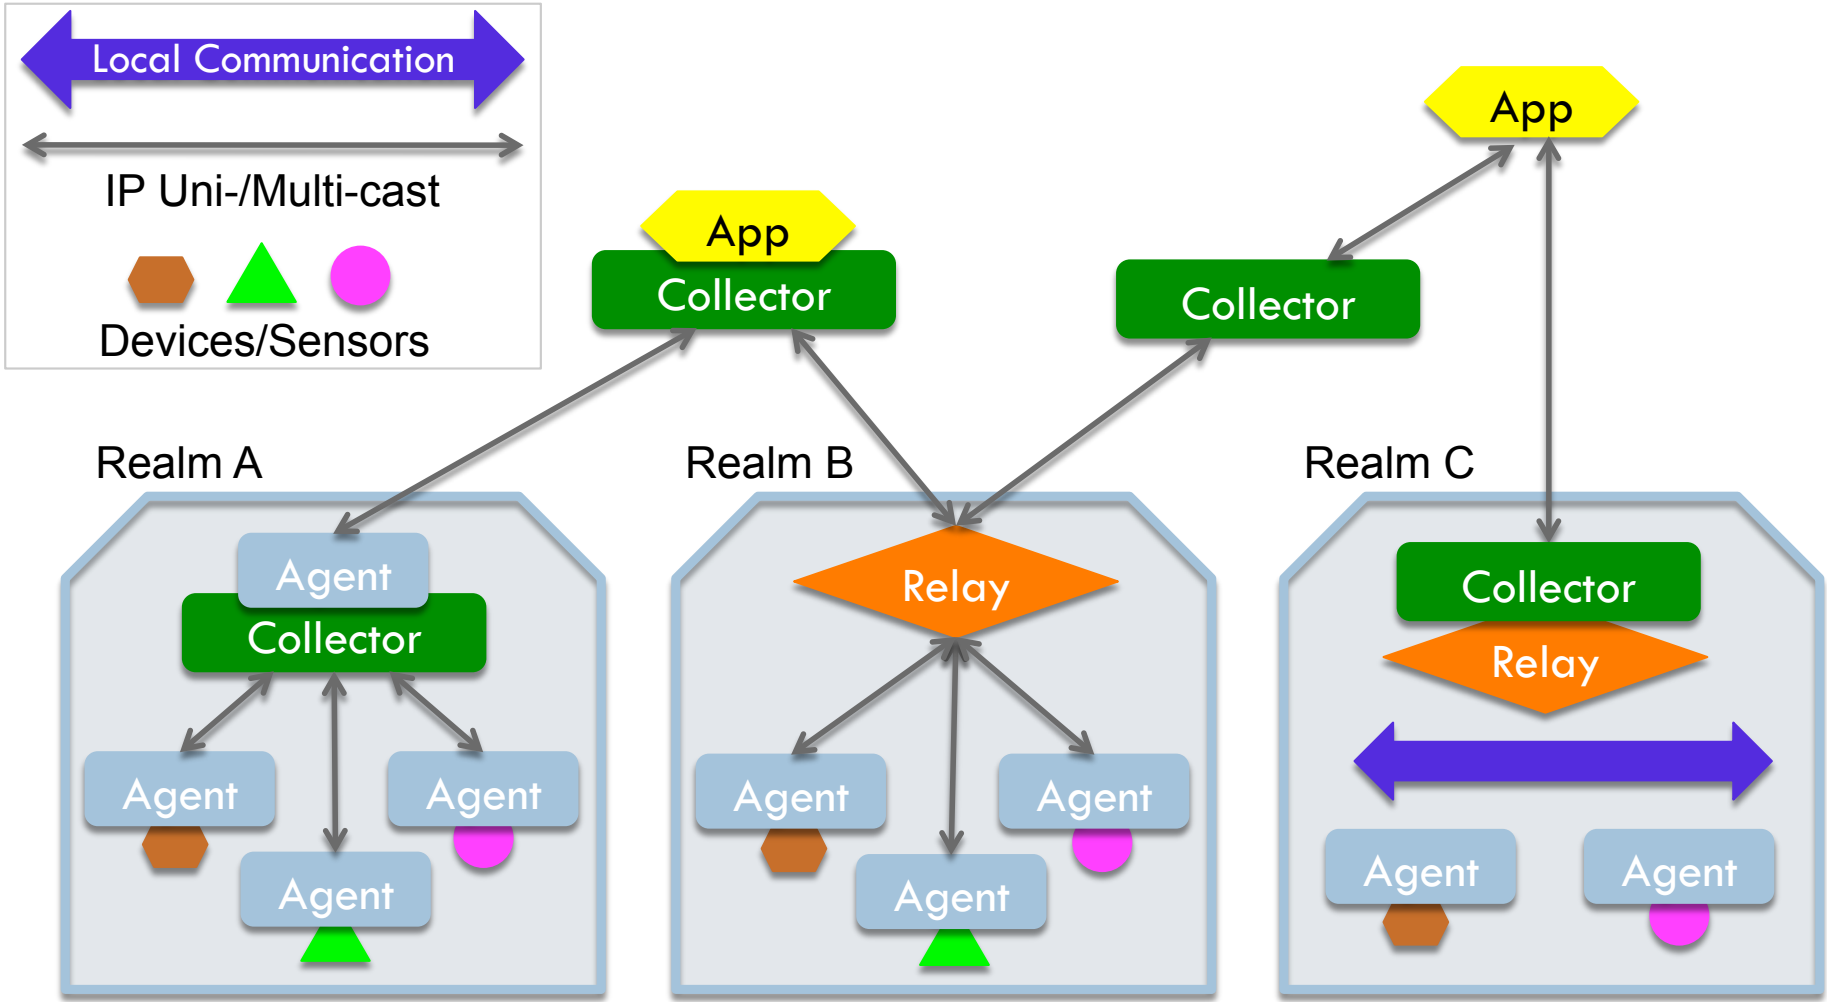 Local Communication
IP Uni-/Multi-cast
Devices/Sensors
App
App
Collector
Collector
Realm A
Realm B
Realm C
Agent
Collector
Agent
Agent
Agent
Relay
Agent
Agent
Agent
Collector
Relay
Agent
Agent